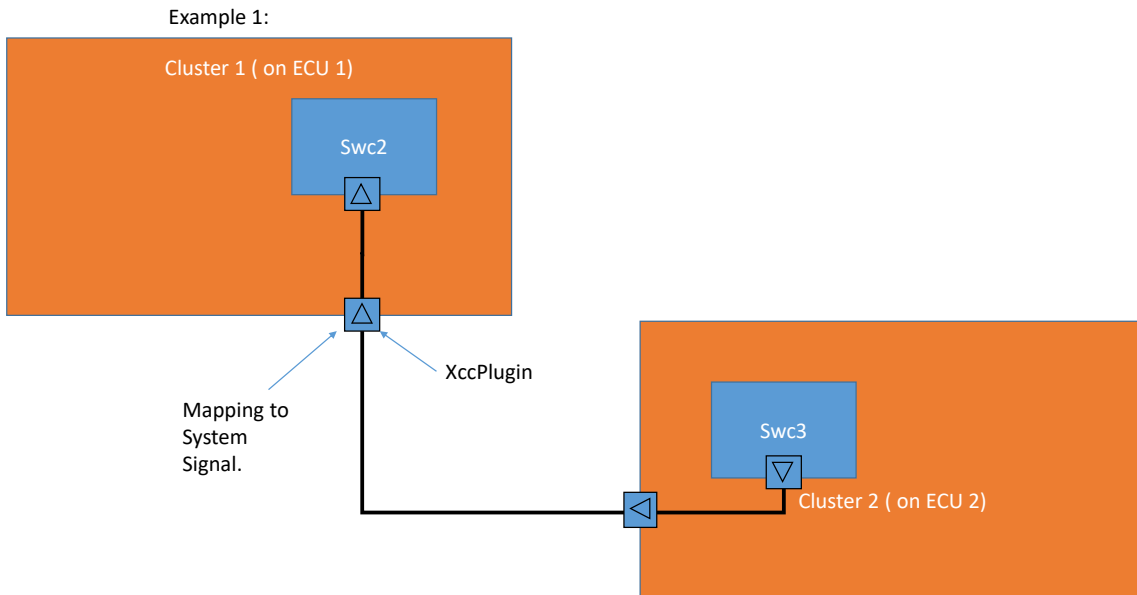 Example 1:
Cluster 1 ( on ECU 1)
Swc2
XccPlugin
Mapping to
System
Signal.
Swc3
Cluster 2 ( on ECU 2)